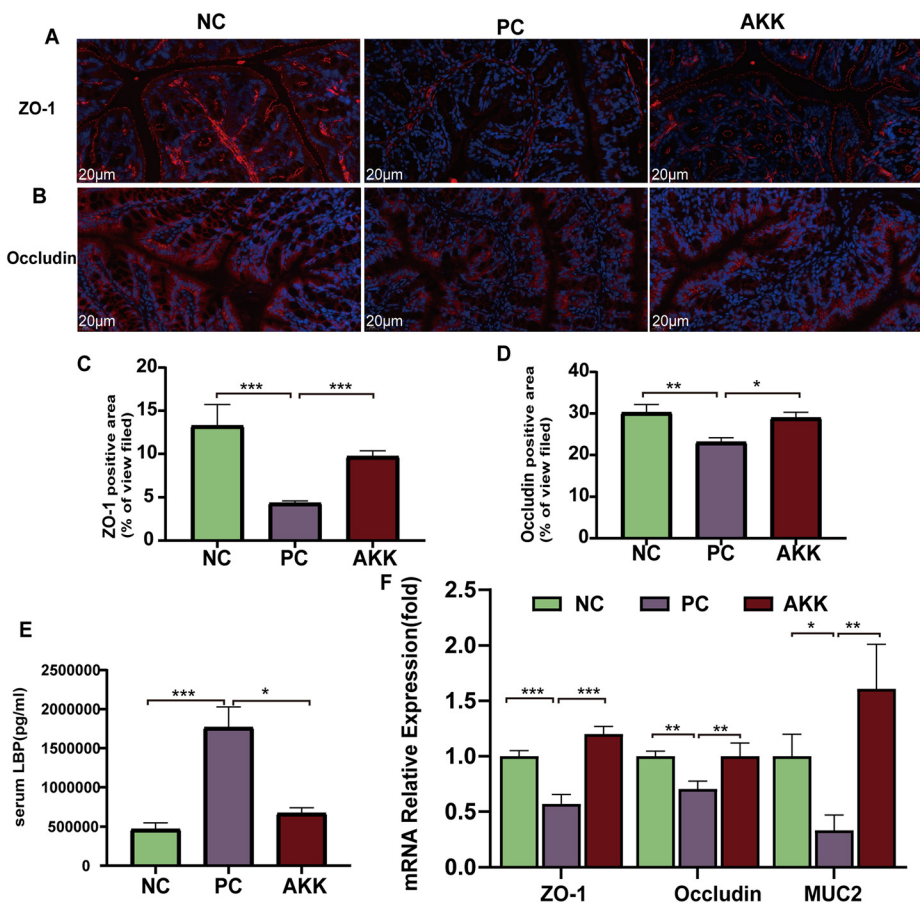 NC PC AKK
A
ZO-1
20μm 20μm 20μm
B
Occludin
20μm 20μm 20μm
C
ZO-1 positive area
(% of view filed)
20
15
10
5
0
*** ***
NC PC AKK
D
Occludin positive area
(% of view filed)
40
30
20
10
0
** *
NC PC AKK
E
serum LBP(pg/ml)
2500000
2000000
1500000
1000000
500000
0
*** *
NC PC AKK
F
mRNA Relative Expression(fold)
2.5
2.0
1.5
1.0
0.5
0.0
NC PC AKK
*** *** ** ** * **
ZO-1 Occludin MUC2